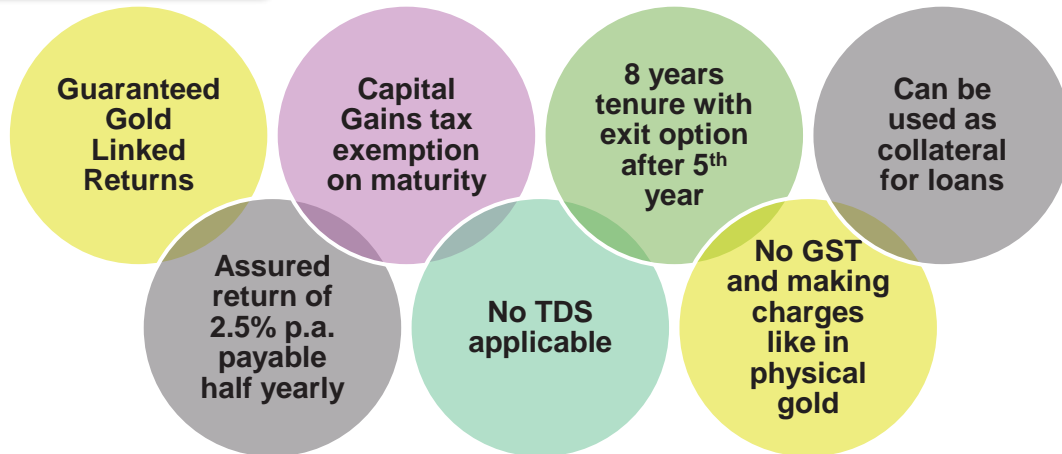 Guaranteed
Gold
Linked
Returns
Capital
Gains tax
exemption
on maturity
8 years
tenure with
exit option
after 5th
year
Can be
used as
collateral
for loans
Assured
return of
2.5% p.a.
payable
half yearly
No TDS
applicable
No GST
and making
charges
like in
physical
gold